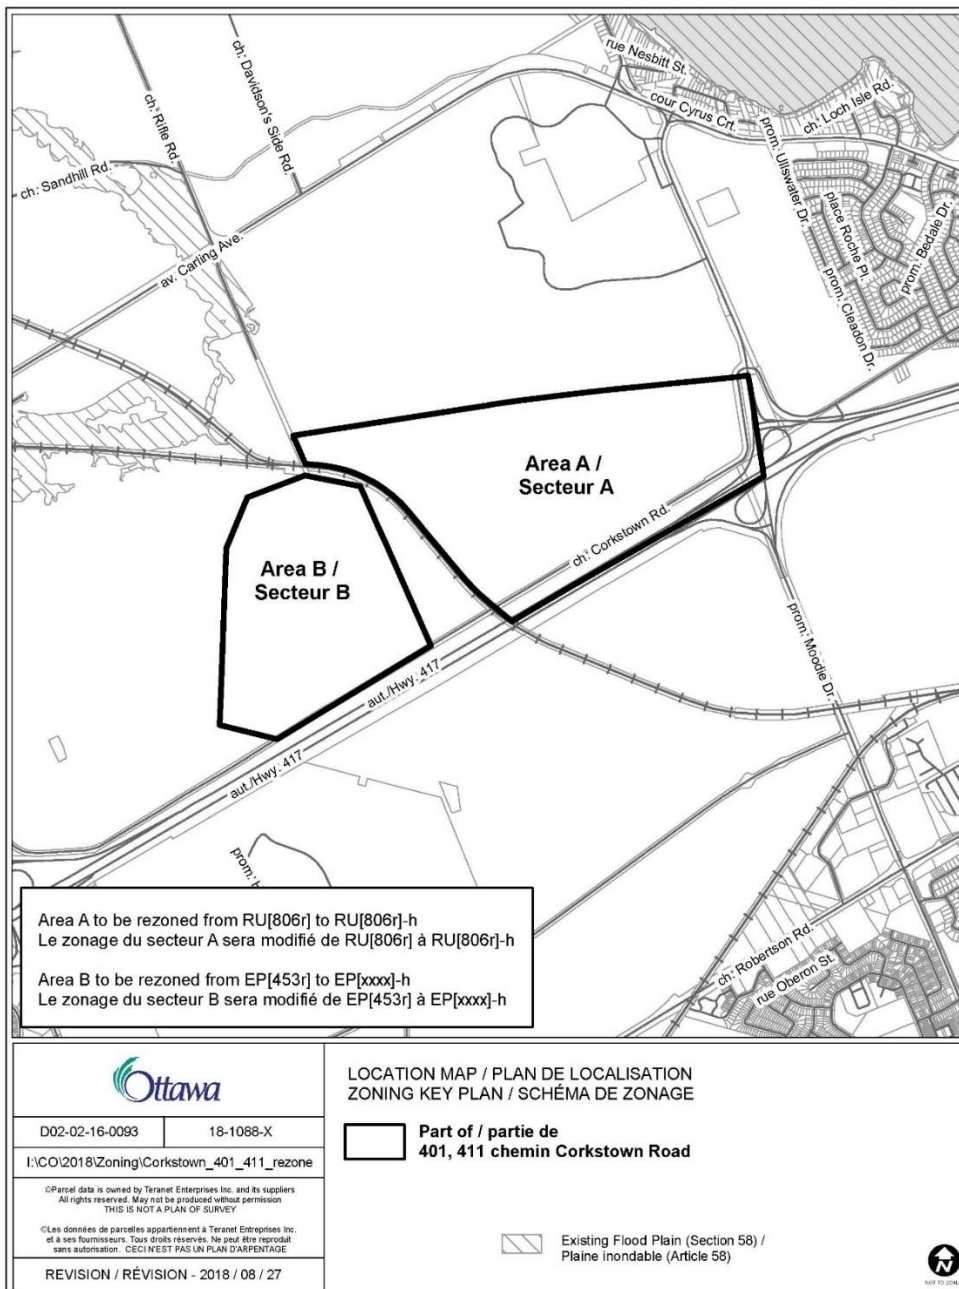 rue Nesbitt St.
cour Cyrus Crt.
ch: Loch Isle Rd.
ch: Davidson's Side Rd.
ch: Rifle Rd.
ch: Sandhill Rd.
prom: Ullswater Dr.
place Roche Pl.
prom: Bedale Dr.
prom: Cleadon Dr.
av. Carling Ave.
Area A /
Secteur A
ch: Corkstown Rd.
Area B /
Secteur B
aut./Hwy. 417
prom: Moodie Dr.
aut./Hwy. 417
ch: Robertson Rd.
rue Oberon St.
Area A to be rezoned from RU[806r] to RU[806r]-h
Le zonage du secteur A sera modifié de RU[806r] à RU[806r]-h
Area B to be rezoned from EP[453r] to EP[xxxx]-h
Le zonage du secteur B sera modifié de EP[453r] à EP[xxxx]-h
Ottawa
D02-02-16-0093
18-1088-X
I:\CO\2018\Zoning\Corkstown_401_411_rezone
©Parcel data is owned by Teranet Enterprises Inc. and its suppliers
All rights reserved. May not be produced without permission
THIS IS NOT A PLAN OF SURVEY
©Les données de parcelles appartiennent à Teranet Entreprises Inc.
et à ses fournisseurs. Tous droits réservés. Ne peut être reproduit
sans autorisation. CECI N'EST PAS UN PLAN D'ARPENTAGE
REVISION / RÉVISION - 2018 / 08 / 27
LOCATION MAP / PLAN DE LOCALISATION
ZONING KEY PLAN / SCHÉMA DE ZONAGE
Part of / partie de
401, 411 chemin Corkstown Road
Existing Flood Plain (Section 58) /
Plaine inondable (Article 58)
N
NOT TO SCALE